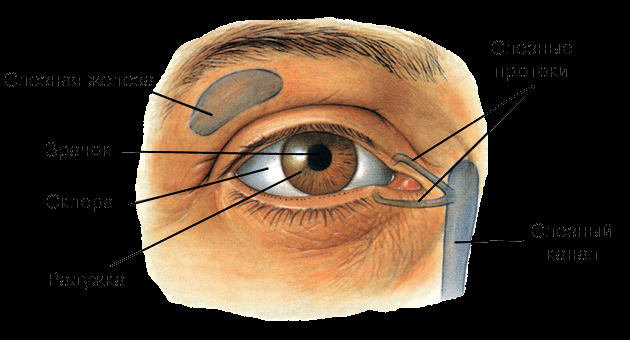 Слезные
протоки
Слезная железа
Зрачок
Склера
Радужка
Слезный
канал